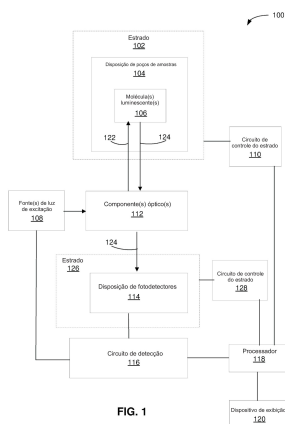 100
Estrado
102
Disposição de poços de amostras
104
Molécula(s)
luminescente(s)
106
122
124
Circuito de
controle do estrado
110
Fonte(s) de luz
de excitação
108
Componente(s) óptico(s)
112
124
Estrado
126
Disposição de fotodetectores
114
Circuito de controle
do estrado
128
Circuito de detecção
116
Processador
118
Dispositivo de exibição
120
FIG. 1